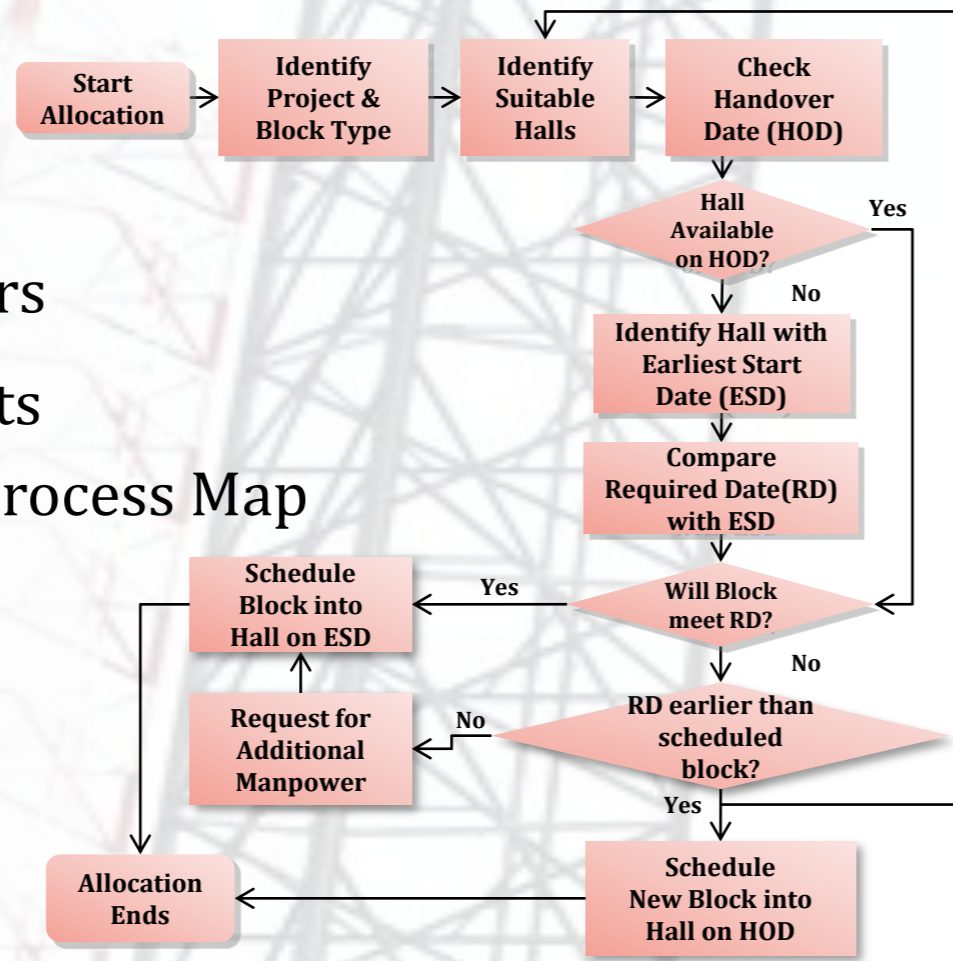 Start
Allocation
Identify
Project &
Block Type
Identify
Suitable
Halls
Check
Handover
Date (HOD)
Hall
Available
on HOD?
Yes
No
rs
ts
rocess Map
Identify Hall with
Earliest Start
Date (ESD)
Compare
Required Date(RD)
with ESD
Will Block
meet RD?
Yes
No
Schedule
Block into
Hall on ESD
RD earlier than
scheduled
block?
No
Yes
Request for
Additional
Manpower
Schedule
New Block into
Hall on HOD
Allocation
Ends